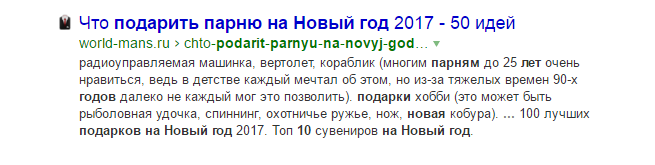 Что подарить парню на Новый год 2017 - 50 идей
world-mans.ru › chto-podarit-parnyu-na-novyj-god…
радиоуправляемая машинка, вертолет, кораблик (многим парням до 25 лет очень
нравиться, ведь в детстве каждый мечтал об этом, но из-за тяжелых времен 90-х
годов далеко не каждый мог это позволить). подарки хобби (это может быть
рыболовная удочка, спиннинг, охотничье ружье, нож, новая кобура). ... 100 лучших
подарков на Новый год 2017. Топ 10 сувениров на Новый год.